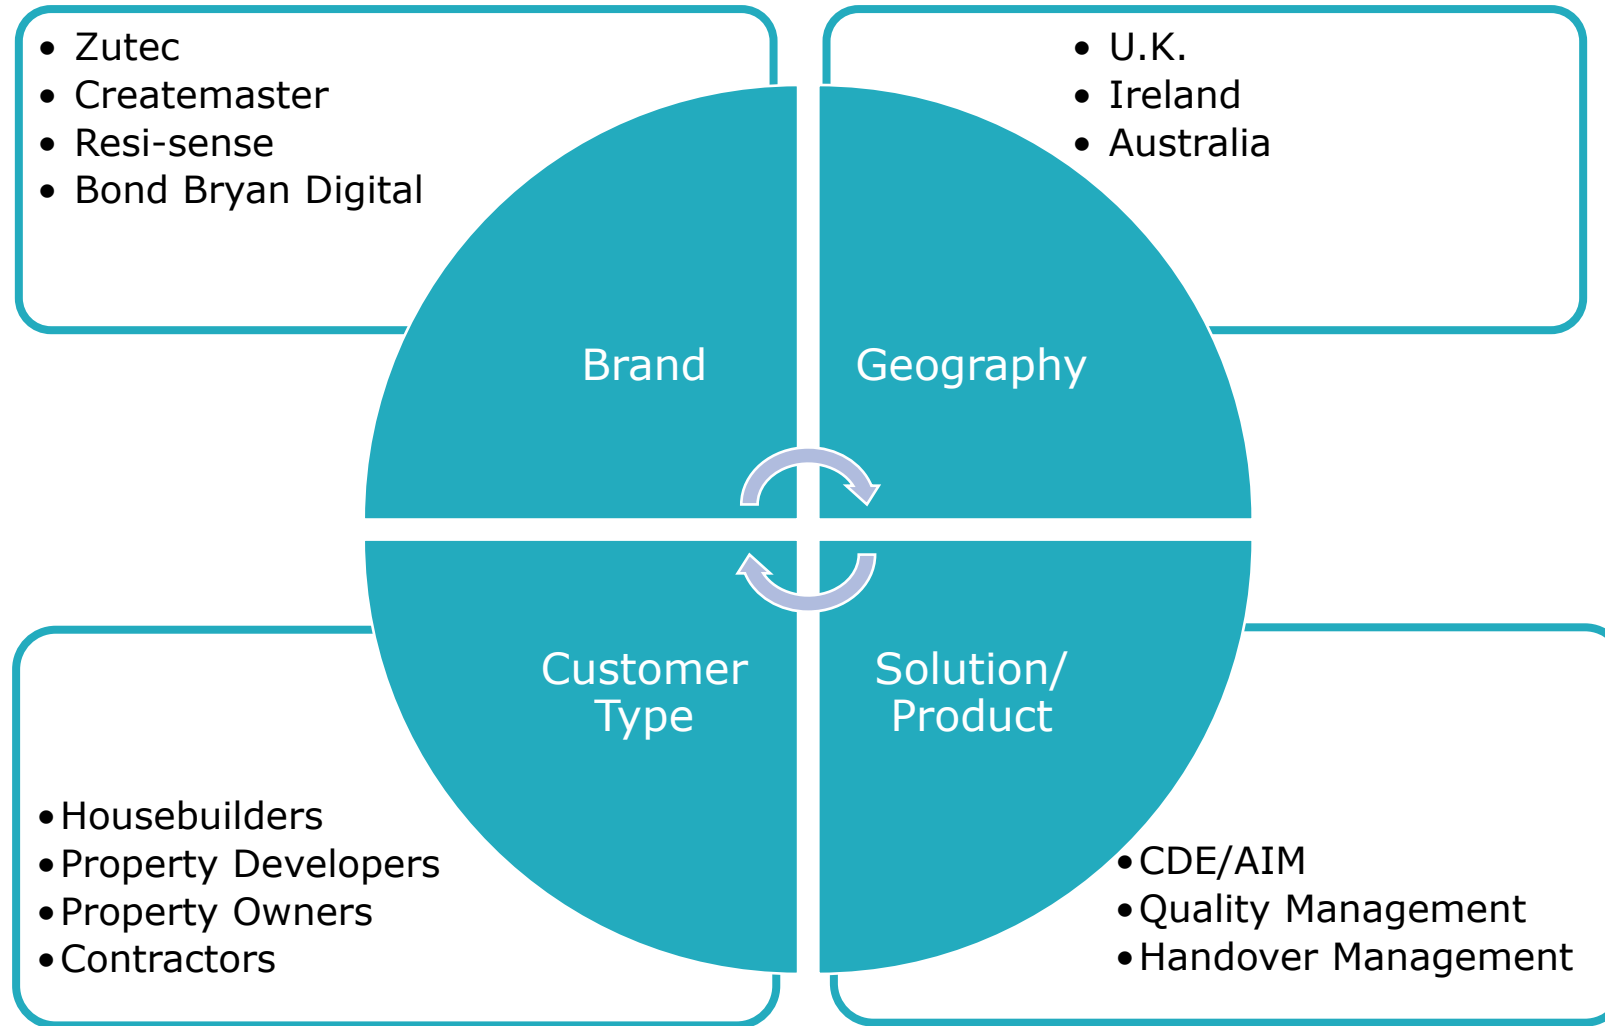 • Zutec
• Createmaster
• Resi-sense
• Bond Bryan Digital
• U.K.
• Ireland
• Australia
Brand
Geography
Customer
Type
Solution/
Product
• Housebuilders
• Property Developers
• Property Owners
• Contractors
• CDE/AIM
• Quality Management
• Handover Management